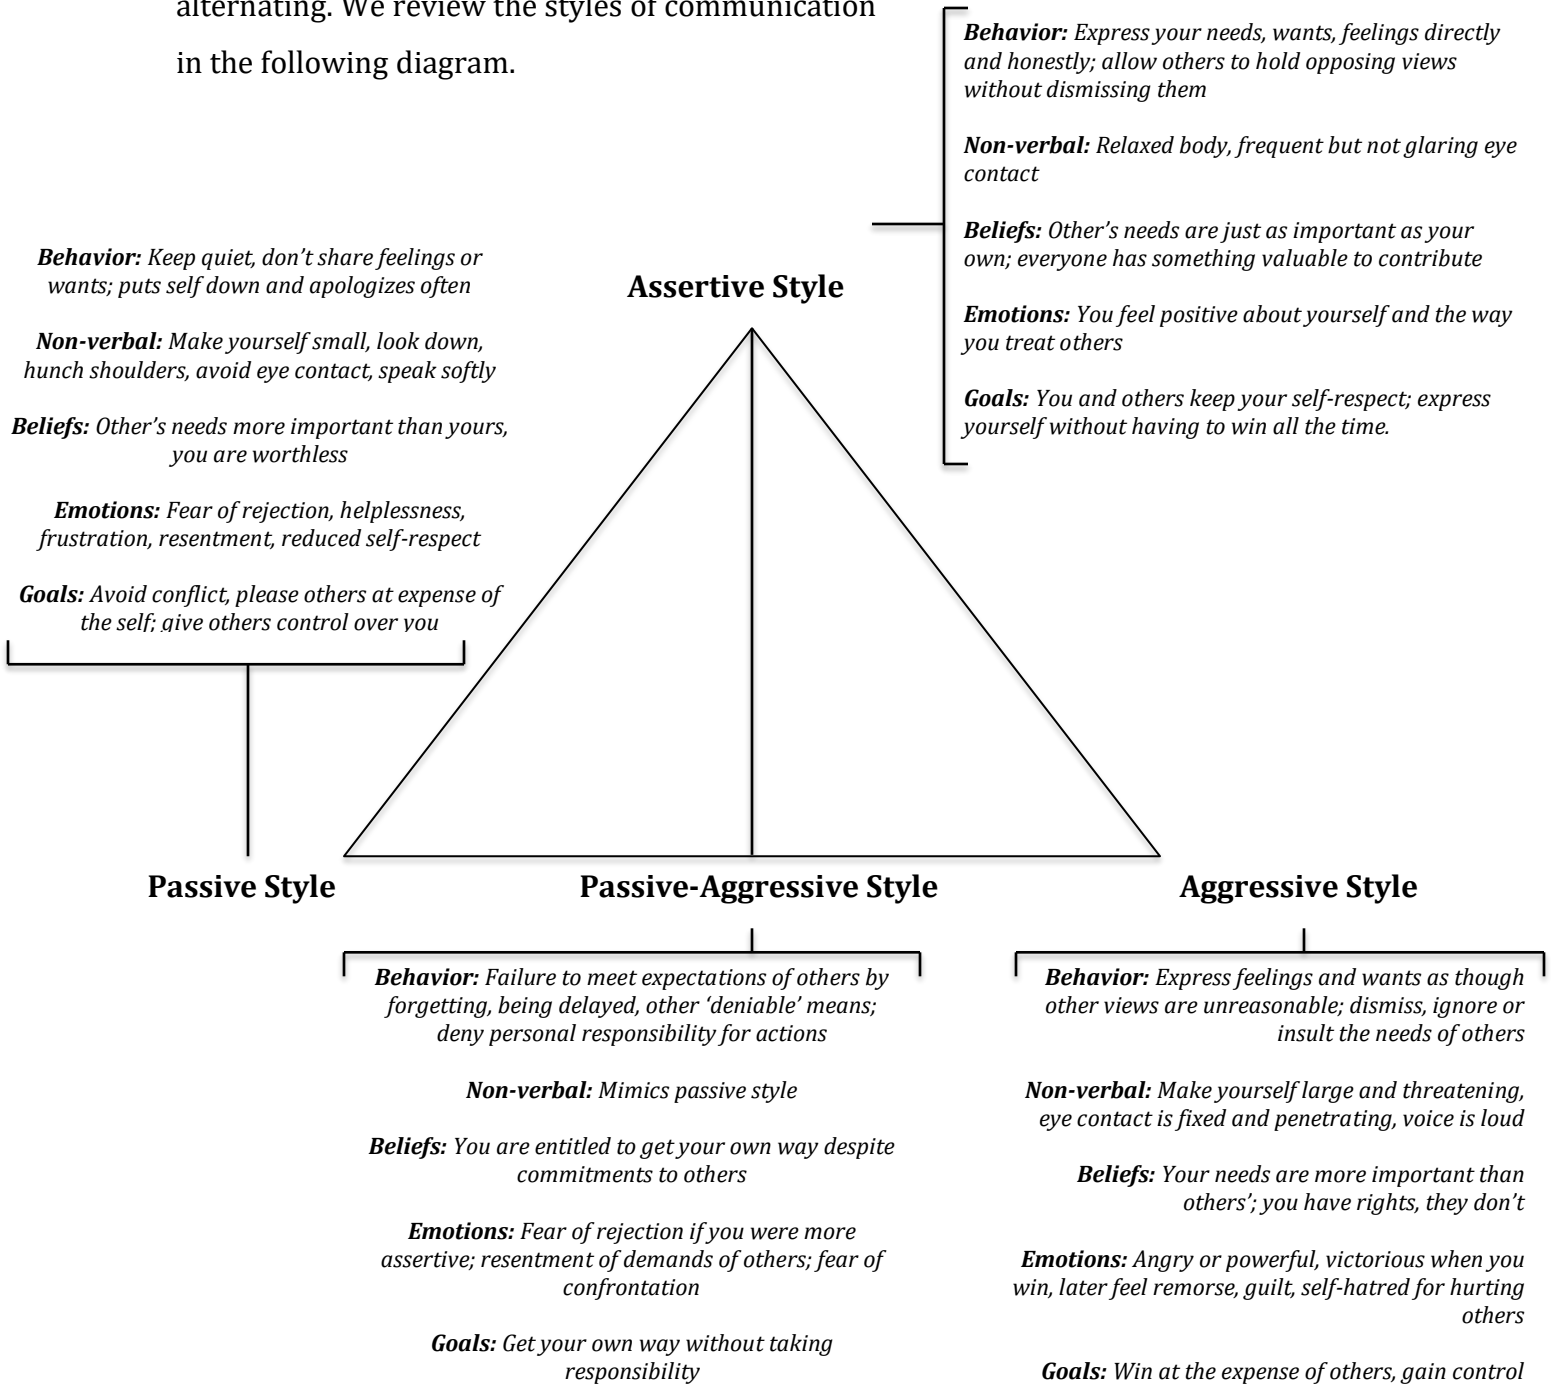 alternating. We review the styles of communication
in the following diagram.
Behavior: Express your needs, wants, feelings directly
and honestly; allow others to hold opposing views
without dismissing them
Non-verbal: Relaxed body, frequent but not glaring eye
contact
Beliefs: Other’s needs are just as important as your
own; everyone has something valuable to contribute
Emotions: You feel positive about yourself and the way
you treat others
Goals: You and others keep your self-respect; express
yourself without having to win all the time.
Behavior: Keep quiet, don’t share feelings or
wants; puts self down and apologizes often
Non-verbal: Make yourself small, look down,
hunch shoulders, avoid eye contact, speak softly
Beliefs: Other’s needs more important than yours,
you are worthless
Emotions: Fear of rejection, helplessness,
frustration, resentment, reduced self-respect
Goals: Avoid conflict, please others at expense of
the self; give others control over you
Assertive Style
Passive Style
Passive-Aggressive Style
Aggressive Style
Behavior: Failure to meet expectations of others by
forgetting, being delayed, other ‘deniable’ means;
deny personal responsibility for actions
Non-verbal: Mimics passive style
Beliefs: You are entitled to get your own way despite
commitments to others
Emotions: Fear of rejection if you were more
assertive; resentment of demands of others; fear of
confrontation
Goals: Get your own way without taking
responsibility
Behavior: Express feelings and wants as though
other views are unreasonable; dismiss, ignore or
insult the needs of others
Non-verbal: Make yourself large and threatening,
eye contact is fixed and penetrating, voice is loud
Beliefs: Your needs are more important than
others’; you have rights, they don’t
Emotions: Angry or powerful, victorious when you
win, later feel remorse, guilt, self-hatred for hurting
others
Goals: Win at the expense of others, gain control